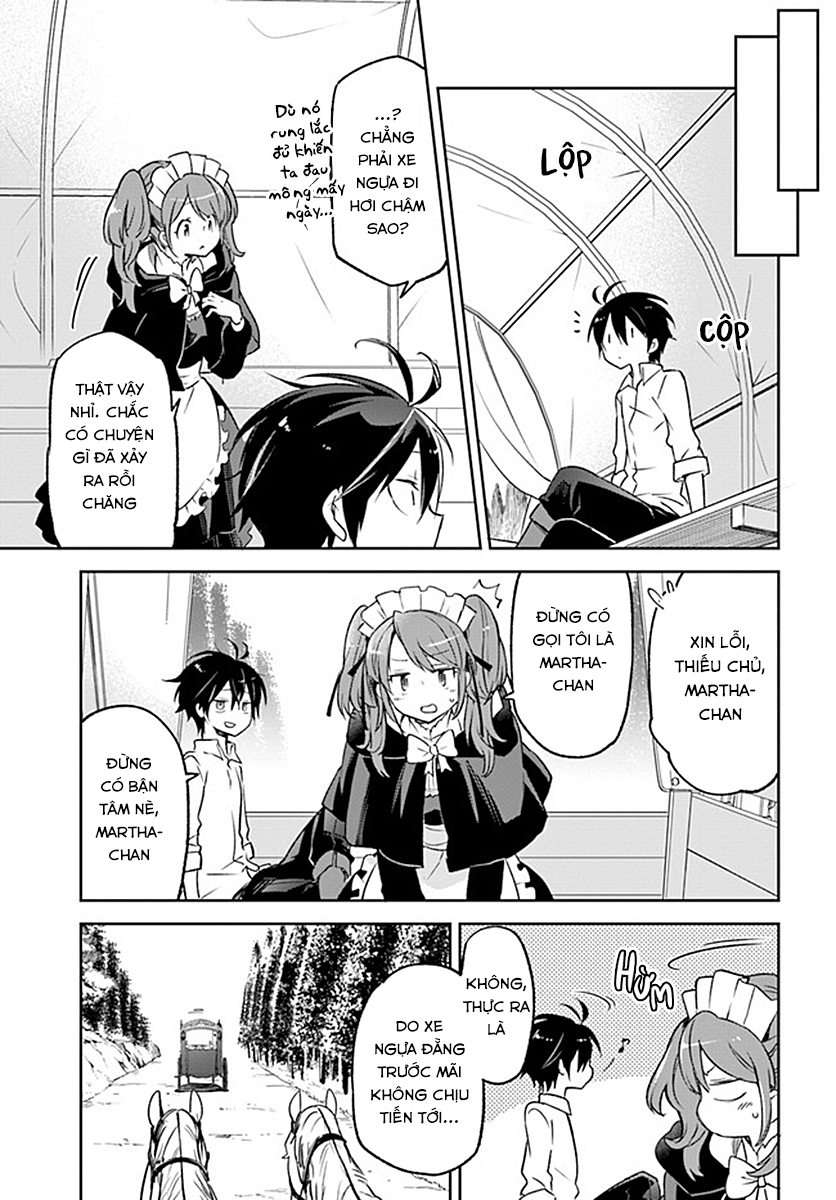 LỘP
CỘP
...?
CHẲNG
PHẢI XE
NGỰA ĐI
HƠI CHẬM
SAO?
Dù nó
rung lắc
đủ khiến
ta đau
mông mấy
ngày...
THẬT VẬY
NHỈ. CHẮC
CÓ CHUYỆN
GÌ ĐÃ XẢY
RA RỒI
CHĂNG
XIN LỖI,
THIẾU CHỦ,
MARTHA-
CHAN
ĐỪNG CÓ
GỌI TÔI LÀ
MARTHA-
CHAN
ĐỪNG
CÓ BẬN
TÂM NÈ,
MARTHA-
CHAN
HỪM
KHÔNG,
THỰC RA
LÀ
DO XE
NGỰA ĐẰNG
TRƯỚC MÃI
KHÔNG CHỊU
TIẾN TỚI...